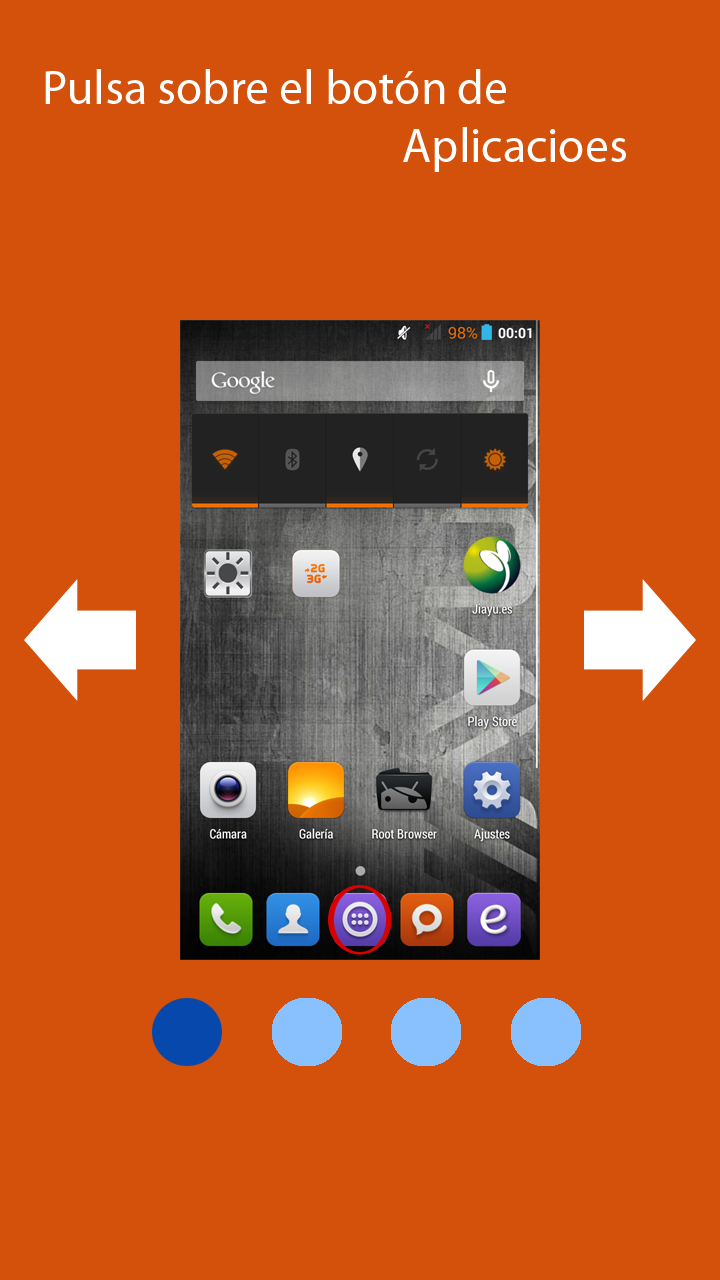 Pulsa sobre el botón de
Aplicacioes
98% 00:01
Google
2G
3G
Jiayu.es
Play Store
Cámara Galería Root Browser Ajustes
e